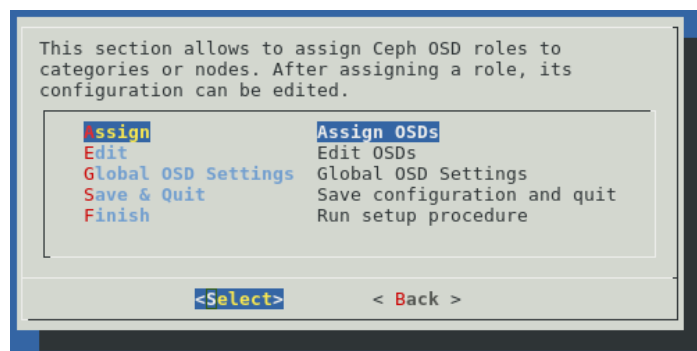 This section allows to assign Ceph OSD roles to
categories or nodes. After assigning a role, its
configuration can be edited.
Assign Assign OSDs
Edit Edit OSDs
Global OSD Settings Global OSD Settings
Save & Quit Save configuration and quit
Finish Run setup procedure
<Select> < Back >